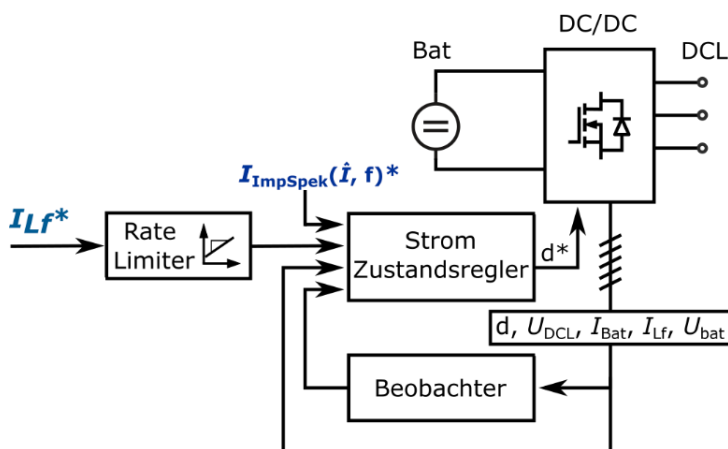 DC/DC
Bat
DCL
I_ImpSpek(Î, f)*
I_Lf*
Rate
Limiter
Strom
Zustandsregler
d*
d, U_DCL, I_Bat, I_Lf, U_bat
Beobachter